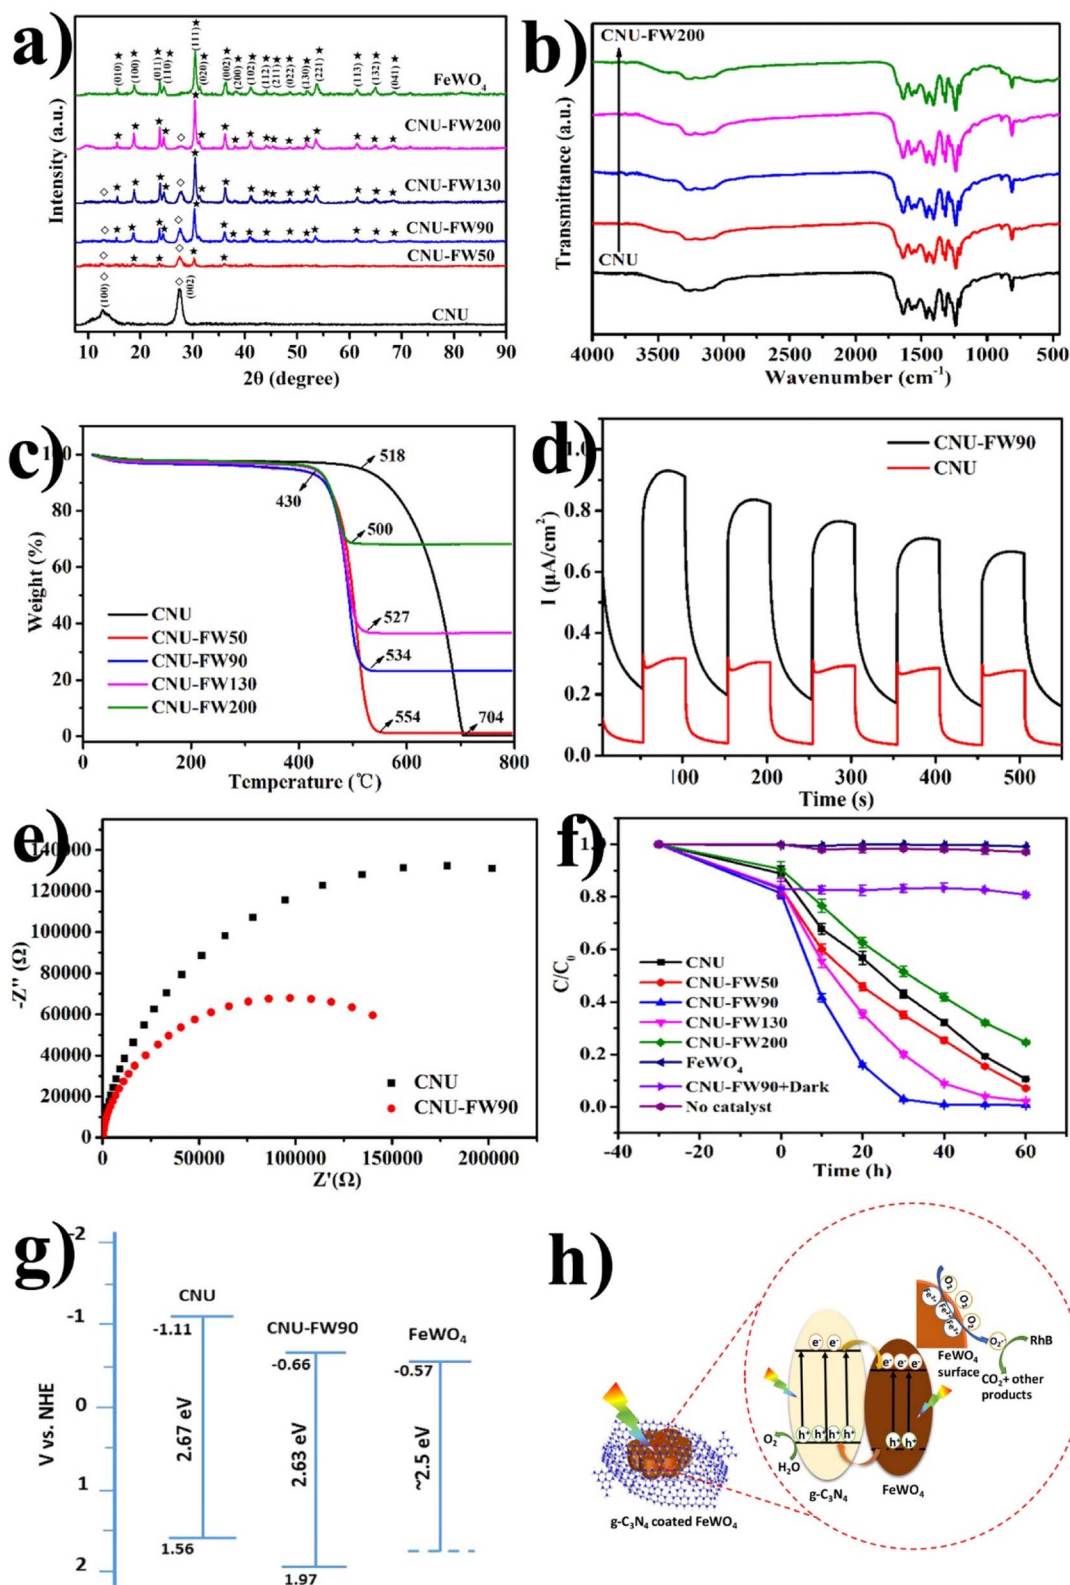 a)
Intensity (a.u.)
(010)
(100)
(011)
(110)
(111)
(020)
(002)
(200)
(102)
(112)
(211)
(022)
(130)
(221)
(113)
(132)
(041)
FeWO4
CNU-FW200
CNU-FW130
CNU-FW90
CNU-FW50
(100)
(002)
CNU
10 20 30 40 50 60 70 80 90
2θ (degree)
b)
CNU-FW200
Transmittance (a.u.)
CNU
4000 3500 3000 2500 2000 1500 1000 500
Wavenumber (cm-1)
c)
Weight (%)
80
60
40
20
0
518
430
500
527
534
554
704
CNU
CNU-FW50
CNU-FW90
CNU-FW130
CNU-FW200
0 200 400 600 800
Temperature (℃)
d)
CNU-FW90
CNU
I (μA/cm2)
1.0
0.8
0.6
0.4
0.2
0.0
100 200 300 400 500
Time (s)
e)
-Z'' (Ω)
140000
120000
100000
80000
60000
40000
20000
0
CNU
CNU-FW90
0 50000 100000 150000 200000
Z'(Ω)
f)
C/C0
0.8
0.6
0.4
0.2
0.0
CNU
CNU-FW50
CNU-FW90
CNU-FW130
CNU-FW200
FeWO4
CNU-FW90+Dark
No catalyst
-40 -20 0 20 40 60
Time (h)
g)
V vs. NHE
-2
-1
0
1
2
CNU
-1.11
2.67 eV
1.56
CNU-FW90
-0.66
2.63 eV
1.97
FeWO4
-0.57
~2.5 eV
h)
g-C3N4 coated FeWO4
e- e-
e- e- e-
h+ h+ h+ h+
h+ h+
O2
H2O
g-C3N4
FeWO4
O2
O2
O2
O2
FeWO4
surface
RhB
CO2+ other
products